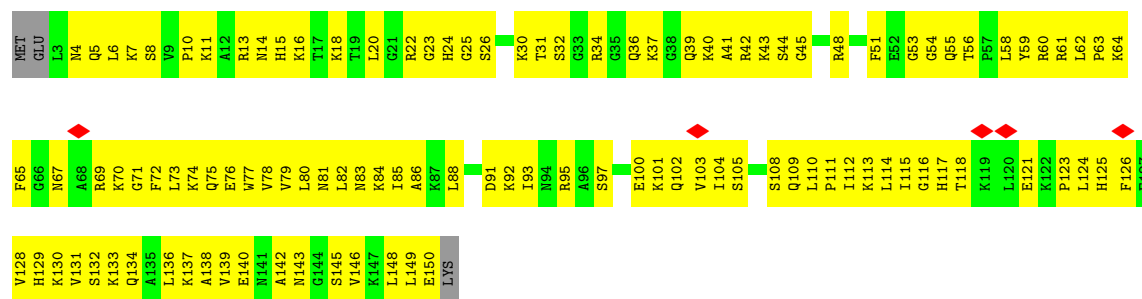 MET GLU L3 N4 Q5 L6 K7 S8 V9 P10 K11 A12 R13 N14 H15 K16 T17 K18 T19 L20 G21 R22 G23 H24 G25 S26 K30 T31 S32 G33 R34 G35 Q36 K37 G38 Q39 K40 A41 R42 K43 S44 G45 R48 F51 E52 G53 G54 Q55 T56 P57 L58 Y59 R60 R61 L62 P63 K64
F65 G66 N67 A68 R69 K70 G71 F72 L73 K74 Q75 E76 W77 V78 V79 L80 N81 L82 N83 K84 I85 A86 K87 L88 D91 K92 I93 N94 R95 A96 S97 E100 K101 Q102 V103 I104 S105 S108 Q109 L110 P111 I112 K113 L114 I115 G116 H117 T118 K119 L120 E121 K122 P123 L124 H125 F126
V128 H129 K130 V131 S132 K133 Q134 A135 L136 K137 A138 V139 E140 N141 A142 N143 G144 S145 V146 K147 L148 L149 E150 LYS